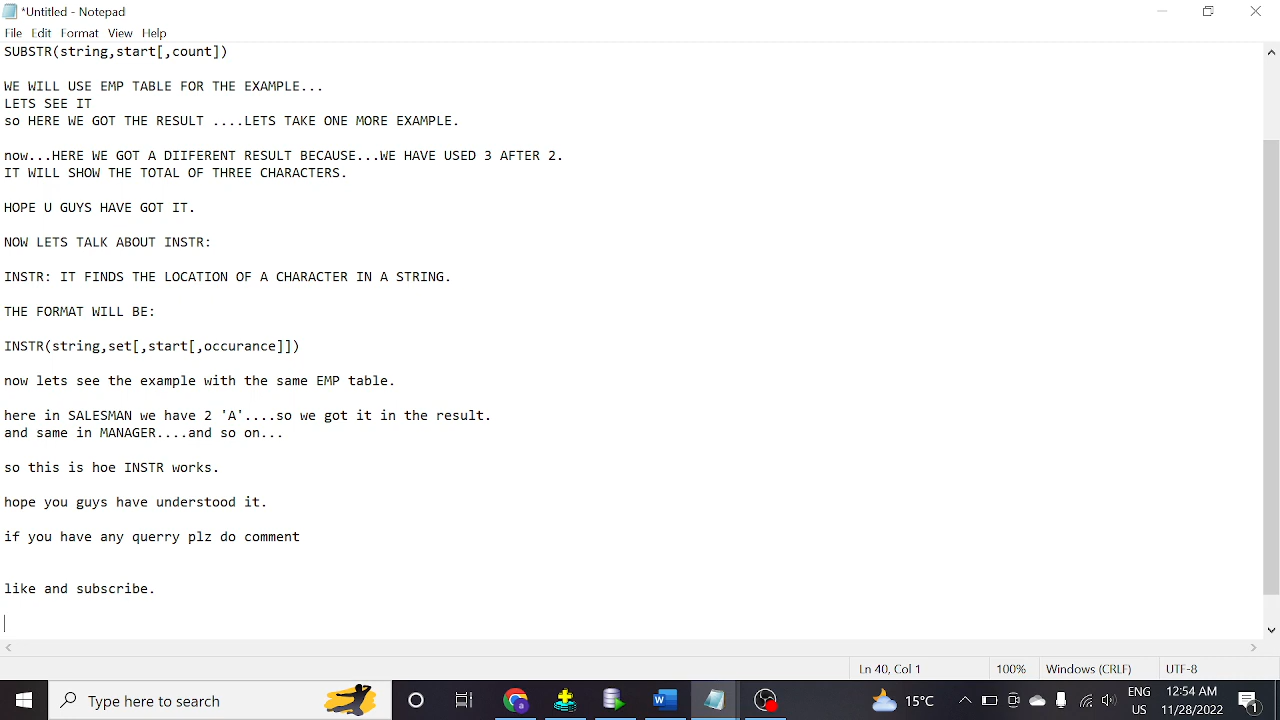 *Untitled - Notepad
File Edit Format View Help
SUBSTR(string,start[,count])
WE WILL USE EMP TABLE FOR THE EXAMPLE...
LETS SEE IT
so HERE WE GOT THE RESULT ....LETS TAKE ONE MORE EXAMPLE.
now...HERE WE GOT A DIIFERENT RESULT BECAUSE...WE HAVE USED 3 AFTER 2.
IT WILL SHOW THE TOTAL OF THREE CHARACTERS.
HOPE U GUYS HAVE GOT IT.
NOW LETS TALK ABOUT INSTR:
INSTR: IT FINDS THE LOCATION OF A CHARACTER IN A STRING.
THE FORMAT WILL BE:
INSTR(string,set[,start[,occurance]])
now lets see the example with the same EMP table.
here in SALESMAN we have 2 'A'....so we got it in the result.
and same in MANAGER....and so on...
so this is hoe INSTR works.
hope you guys have understood it.
if you have any querry plz do comment
like and subscribe.
Ln 40, Col 1 100% Windows (CRLF) UTF-8
Type here to search
15°C
ENG
US
12:54 AM
11/28/2022
1